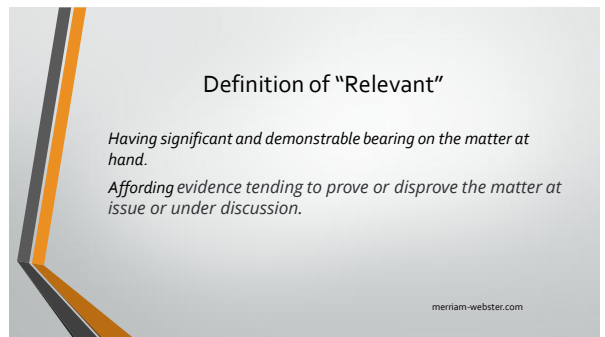 Definition of “Relevant”
Having significant and demonstrable bearing on the matter at
hand.
Affording evidence tending to prove or disprove the matter at
issue or under discussion.
merriam-webster.com